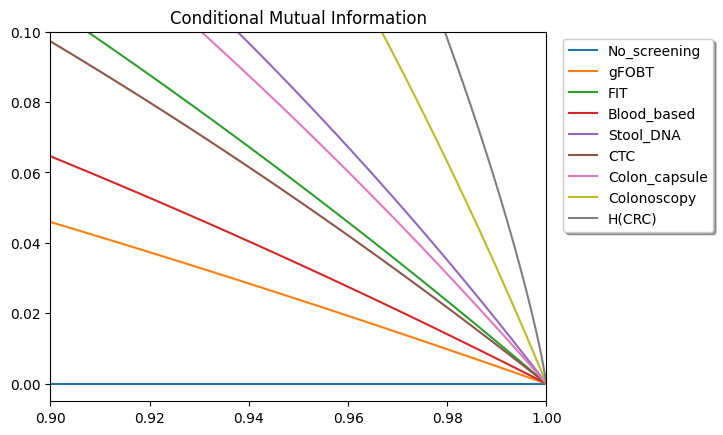 Conditional Mutual Information
0.10
0.08
0.06
0.04
0.02
0.00
0.90 0.92 0.94 0.96 0.98 1.00
No_screening
gFOBT
FIT
Blood_based
Stool_DNA
CTC
Colon_capsule
Colonoscopy
H(CRC)